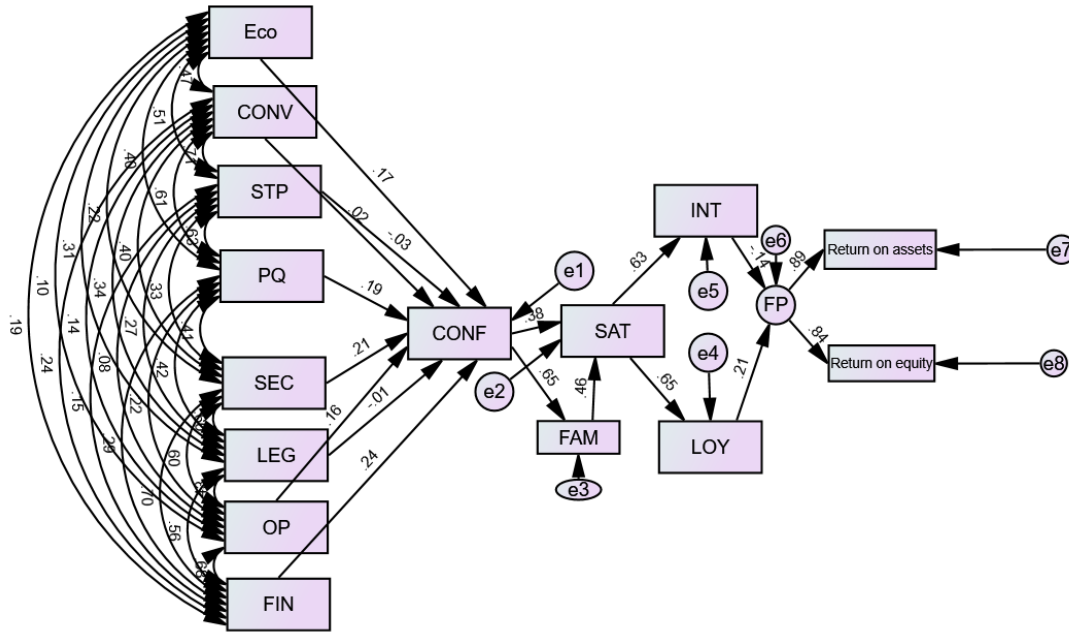 Eco
CONV
STP
PQ
SEC
LEG
OP
FIN
.47
.51
.71
.40
.61
.63
.22
.40
.31
.33
.41
.10
.34
.27
.19
.14
.42
.24
.08
.22
.15
.60
.29
.70
.56
.17
.02
-.03
.19
.21
.16
-.01
.24
CONF
e1
.38
e2
.65
.46
SAT
FAM
e3
.63
.65
INT
e5
e4
LOY
-.14
.21
e6
FP
.89
.84
Return on assets
Return on equity
e7
e8